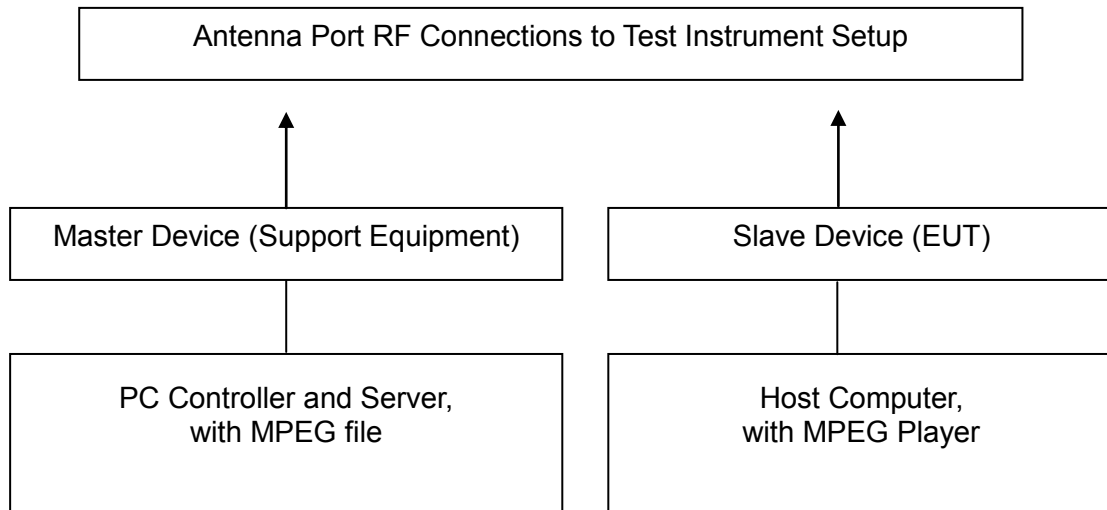 Antenna Port RF Connections to Test Instrument Setup
Master Device (Support Equipment)
Slave Device (EUT)
PC Controller and Server,
with MPEG file
Host Computer,
with MPEG Player